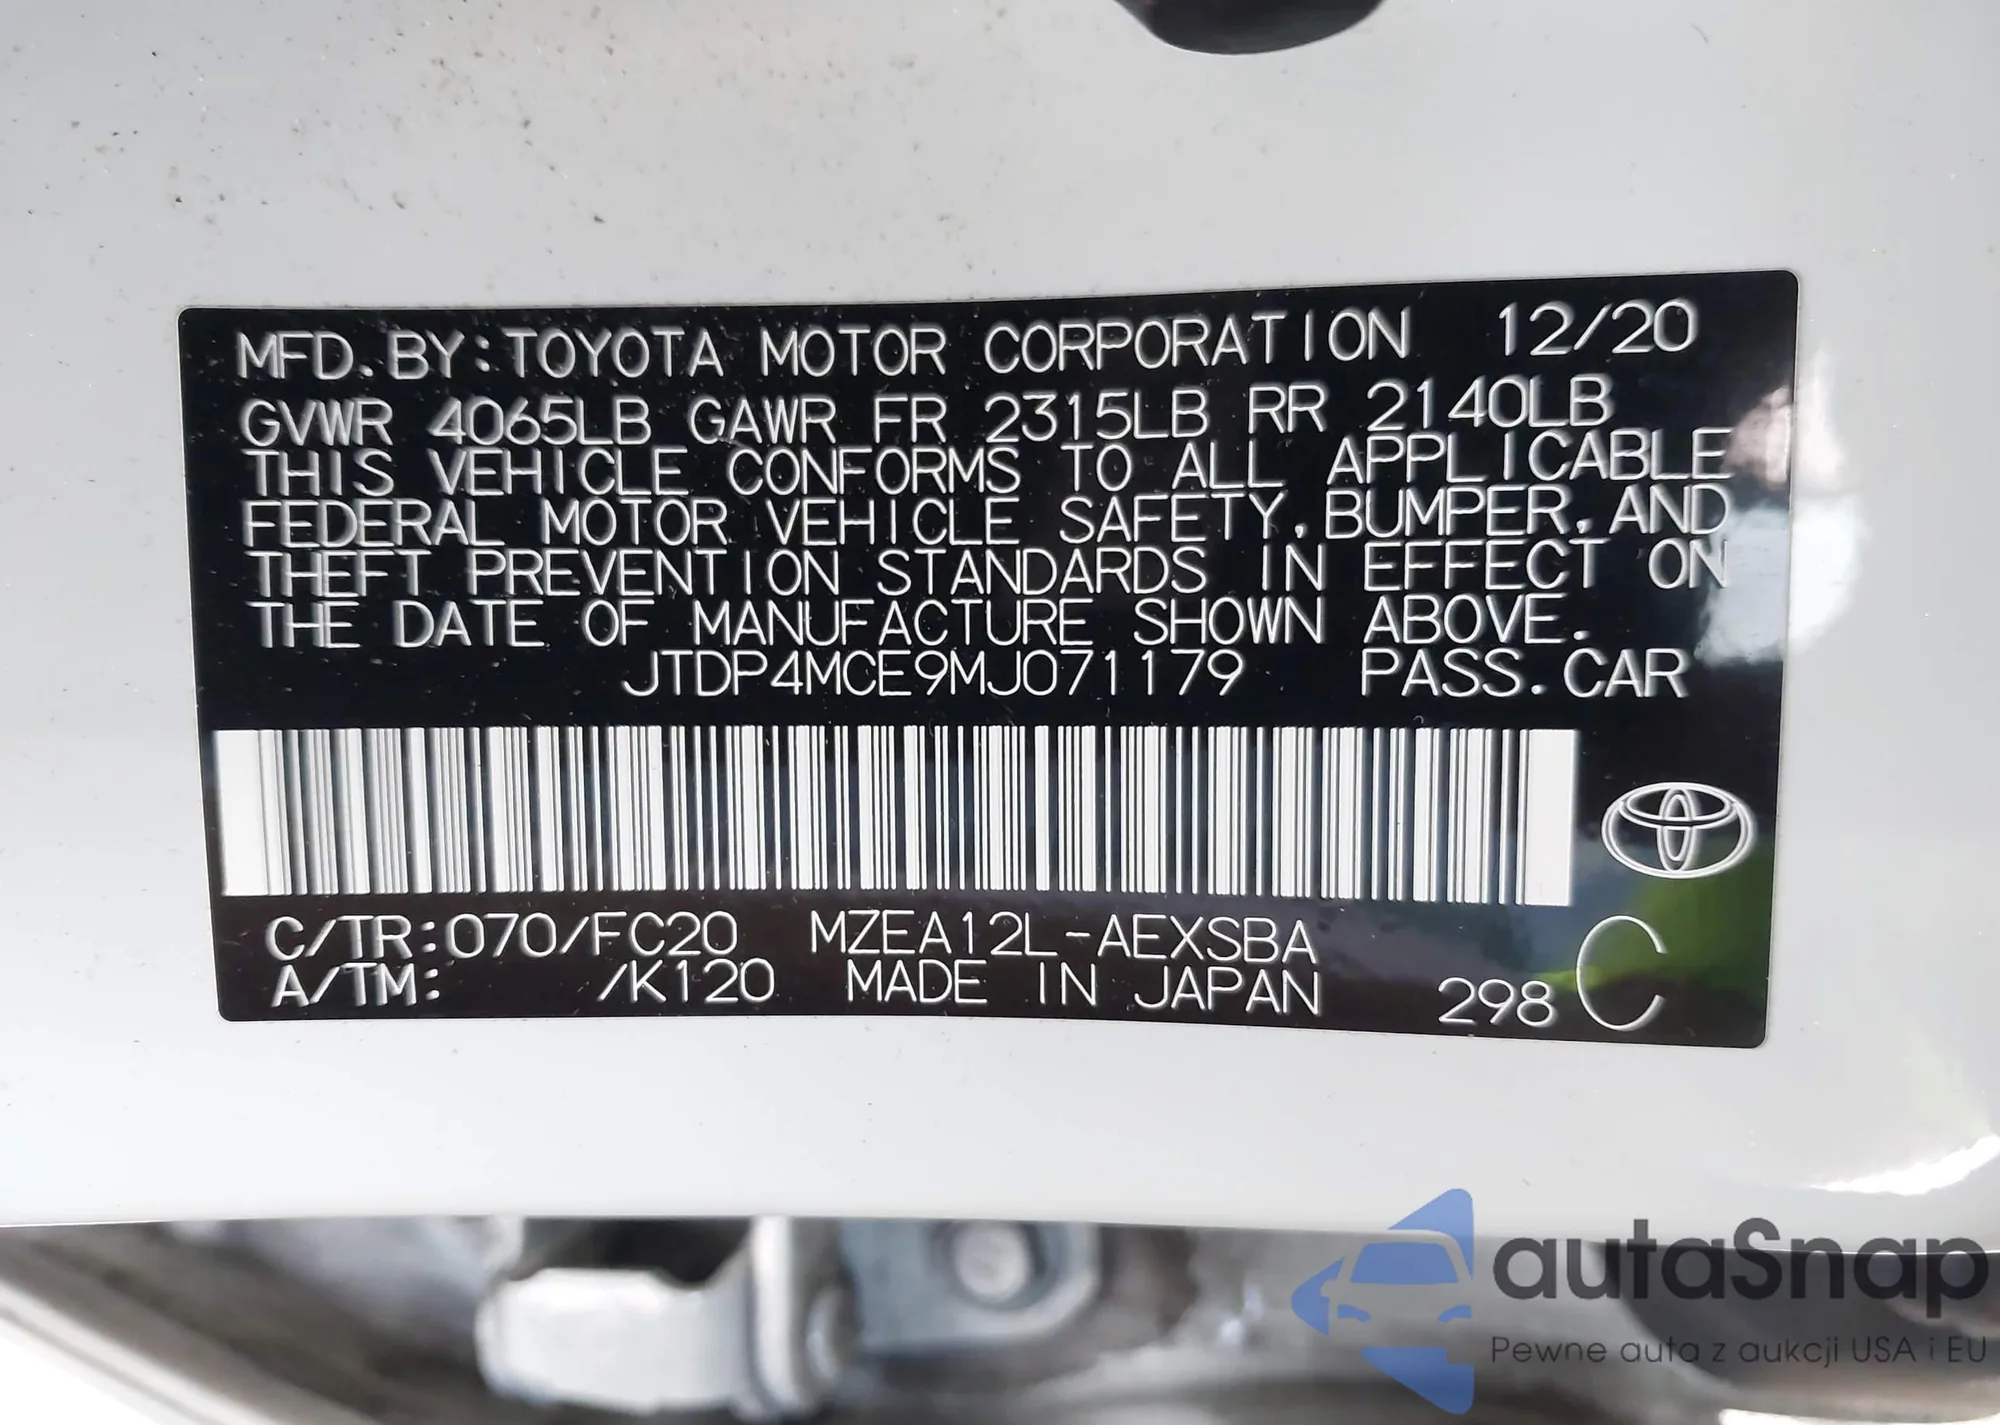 MFD. BY: TOYOTA MOTOR CORPORATION 12/20
GVWR 4065LB GAWR FR 2315LB RR 2140LB
THIS VEHICLE CONFORMS TO ALL APPLICABLE
FEDERAL MOTOR VEHICLE SAFETY, BUMPER, AND
THEFT PREVENTION STANDARDS IN EFFECT ON
THE DATE OF MANUFACTURE SHOWN ABOVE.
JTDP4MCE9MJ071179 PASS. CAR
C/TR: 070/FC20 MZEA12L-AEXSBA
A/TM: /K120 MADE IN JAPAN 298 C
autaSnap
Pewne auta z aukcji USA i EU